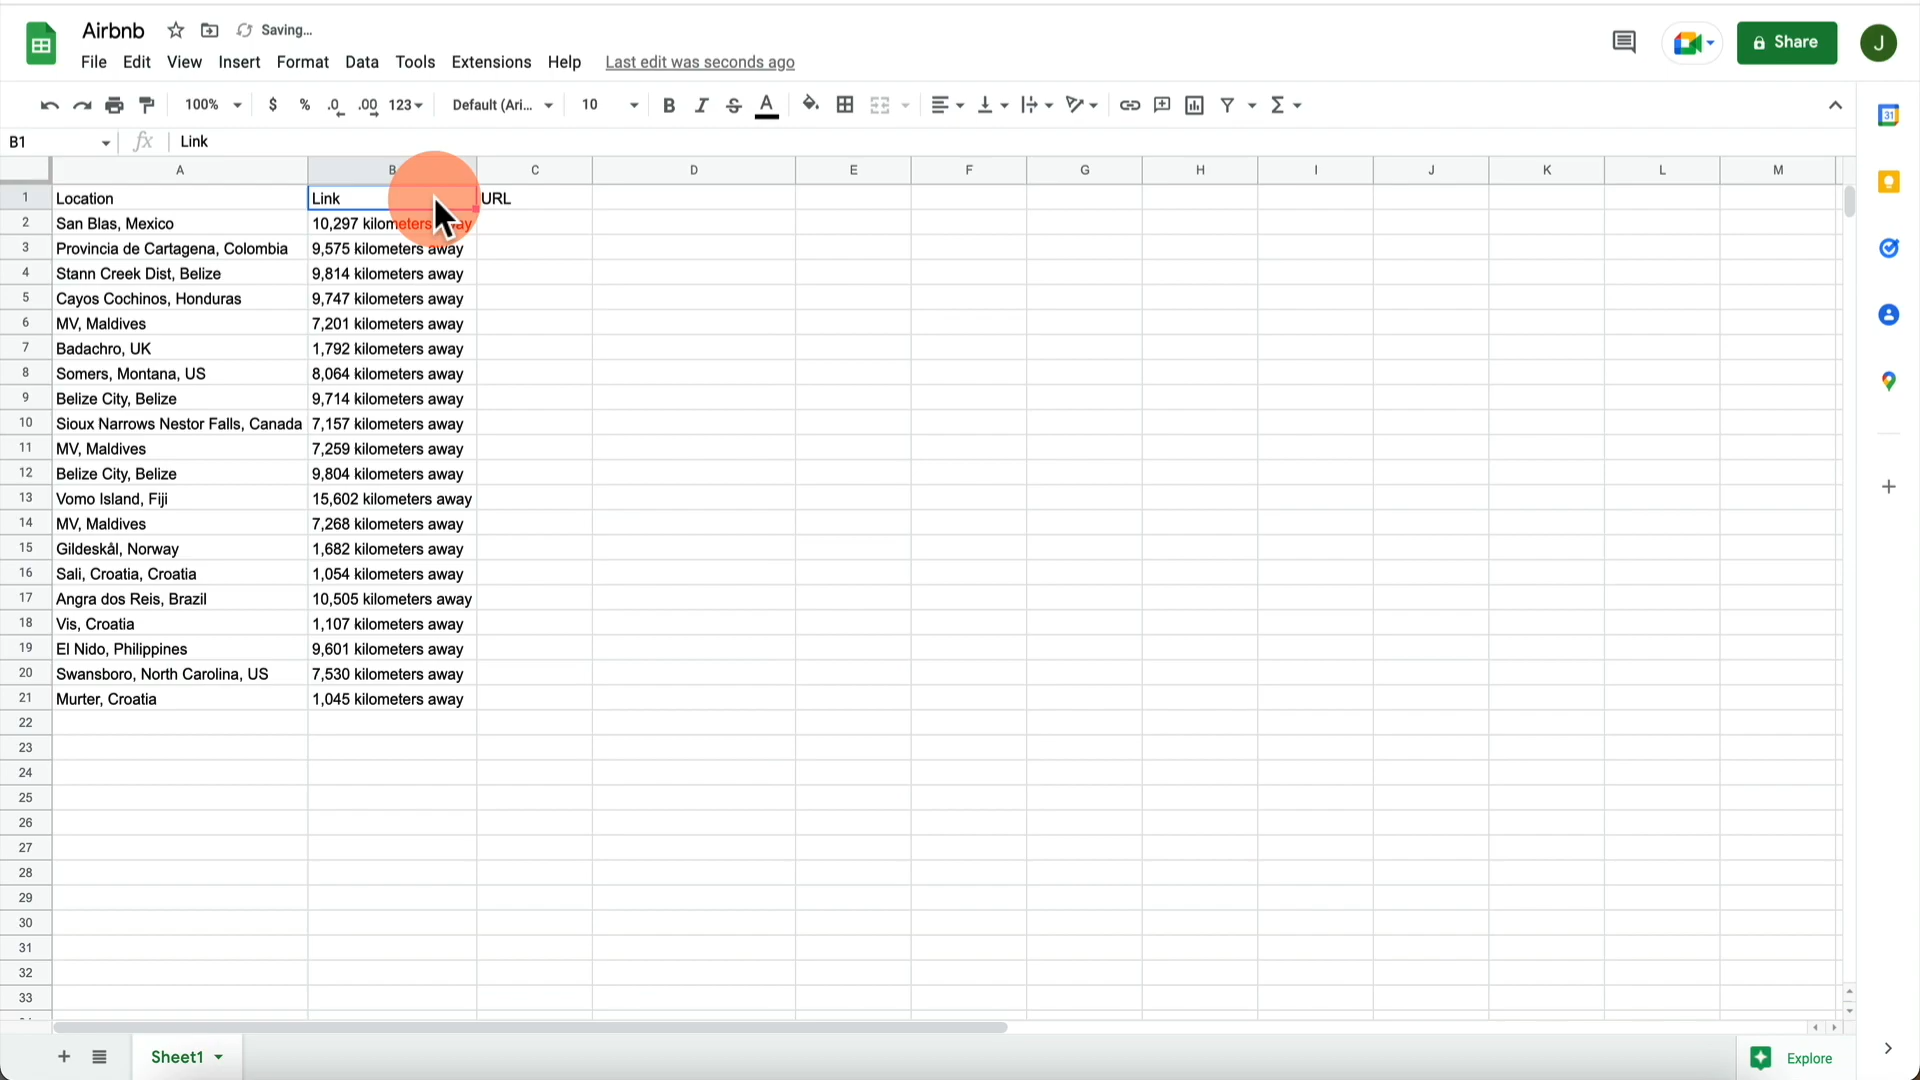 Airbnb Saving...
File Edit View Insert Format Data Tools Extensions Help Last edit was seconds ago
Share J
100% $ % .0 .00 123 Default (Ari... 10 B I S A
31
B1 fx Link
A B C D E F G H I J K L M
1 Location Link URL
2 San Blas, Mexico 10,297 kilometers away
3 Provincia de Cartagena, Colombia 9,575 kilometers away
4 Stann Creek Dist, Belize 9,814 kilometers away
5 Cayos Cochinos, Honduras 9,747 kilometers away
6 MV, Maldives 7,201 kilometers away
7 Badachro, UK 1,792 kilometers away
8 Somers, Montana, US 8,064 kilometers away
9 Belize City, Belize 9,714 kilometers away
10 Sioux Narrows Nestor Falls, Canada 7,157 kilometers away
11 MV, Maldives 7,259 kilometers away
12 Belize City, Belize 9,804 kilometers away
13 Vomo Island, Fiji 15,602 kilometers away
14 MV, Maldives 7,268 kilometers away
15 Gildeskål, Norway 1,682 kilometers away
16 Sali, Croatia, Croatia 1,054 kilometers away
17 Angra dos Reis, Brazil 10,505 kilometers away
18 Vis, Croatia 1,107 kilometers away
19 El Nido, Philippines 9,601 kilometers away
20 Swansboro, North Carolina, US 7,530 kilometers away
21 Murter, Croatia 1,045 kilometers away
22
23
24
25
26
27
28
29
30
31
32
33
Sheet1 Explore